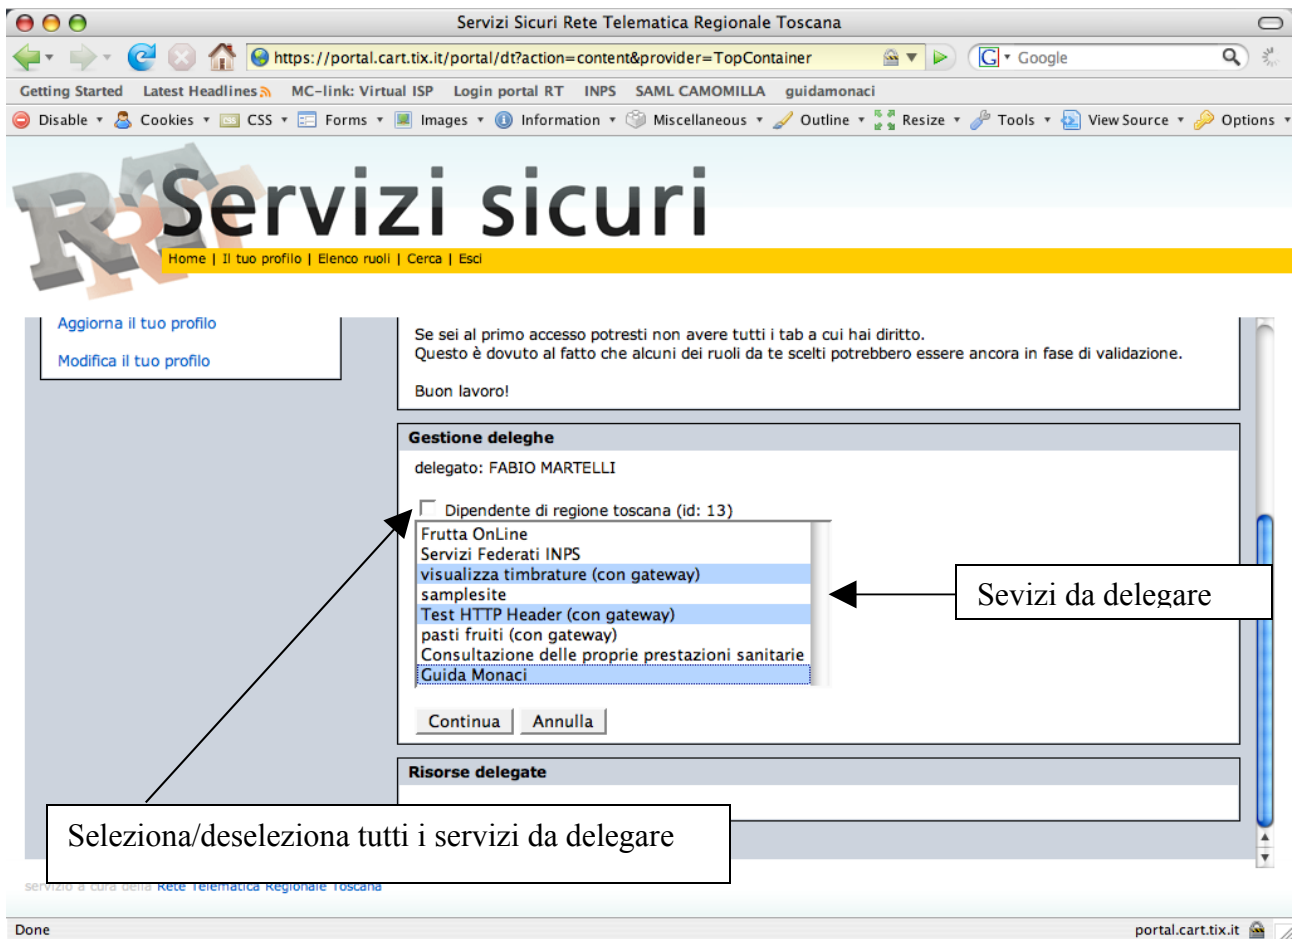 Servizi Sicuri Rete Telematica Regionale Toscana
https://portal.cart.tix.it/portal/dt?action=content&provider=TopContainer
G Google
Getting Started Latest Headlines MC-link: Virtual ISP Login portal RT INPS SAML CAMOMILLA guidamonaci
Disable Cookies CSS Forms Images Information Miscellaneous Outline Resize Tools View Source Options
RRT
Servizi sicuri
Home | Il tuo profilo | Elenco ruoli | Cerca | Esci
Aggiorna il tuo profilo
Modifica il tuo profilo
Se sei al primo accesso potresti non avere tutti i tab a cui hai diritto.
Questo è dovuto al fatto che alcuni dei ruoli da te scelti potrebbero essere ancora in fase di validazione.
Buon lavoro!
Gestione deleghe
delegato: FABIO MARTELLI
Dipendente di regione toscana (id: 13)
Frutta OnLine
Servizi Federati INPS
visualizza timbrature (con gateway)
samplesite
Test HTTP Header (con gateway)
pasti fruiti (con gateway)
Consultazione delle proprie prestazioni sanitarie
Guida Monaci
Sevizi da delegare
Continua Annulla
Risorse delegate
Seleziona/deseleziona tutti i servizi da delegare
servizio a cura della Rete Telematica Regionale Toscana
Done
portal.cart.tix.it